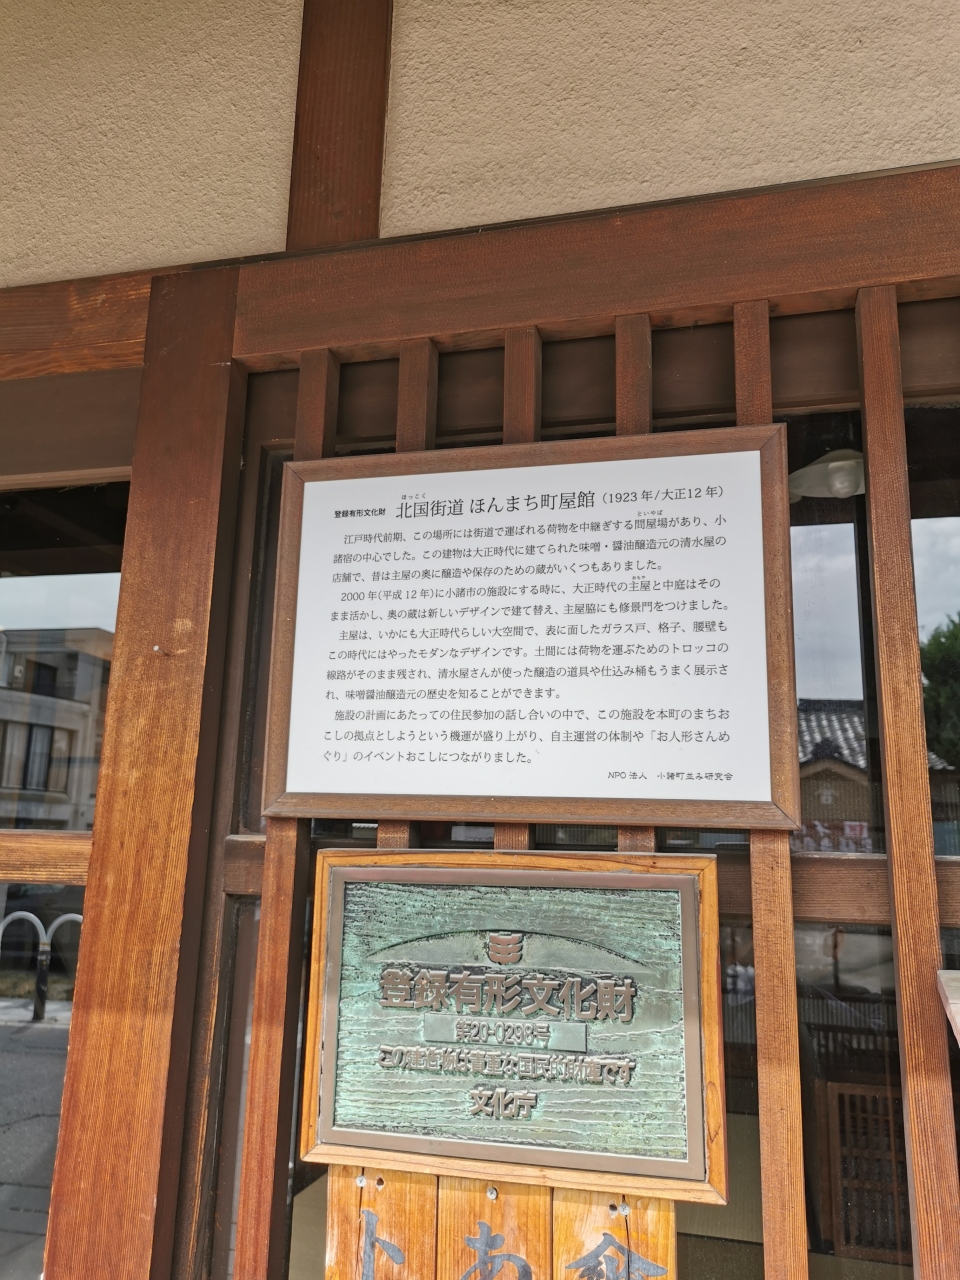 登録有形文化財 北国街道 ほんまち町屋館（1923 年/大正12 年）
ほっこく
江戸時代前期、この場所には街道で運ばれる荷物を中継ぎする問屋場があり、小
といやば
諸宿の中心でした。この建物は大正時代に建てられた味噌・醤油醸造元の清水屋の
店舗で、昔は主屋の奥に醸造や保存のための蔵がいくつもありました。
2000 年(平成 12 年)に小諸市の施設にする時に、大正時代の主屋と中庭はその
おもや
まま活かし、奥の蔵は新しいデザインで建て替え、主屋脇にも修景門をつけました。
主屋は、いかにも大正時代らしい大空間で、表に面したガラス戸、格子、腰壁も
この時代にはやったモダンなデザインです。土間には荷物を運ぶためのトロッコの
線路がそのまま残され、清水屋さんが使った醸造の道具や仕込み桶もうまく展示さ
れ、味噌醤油醸造元の歴史を知ることができます。
施設の計画にあたっての住民参加の話し合いの中で、この施設を本町のまちお
こしの拠点としようという機運が盛り上がり、自主運営の体制や「お人形さんめ
ぐり」のイベントおこしにつながりました。
NPO 法人 小諸町並み研究会
登録有形文化財
第20-0298号
この建造物は貴重な国民的財産です
文化庁
ト あ 傘